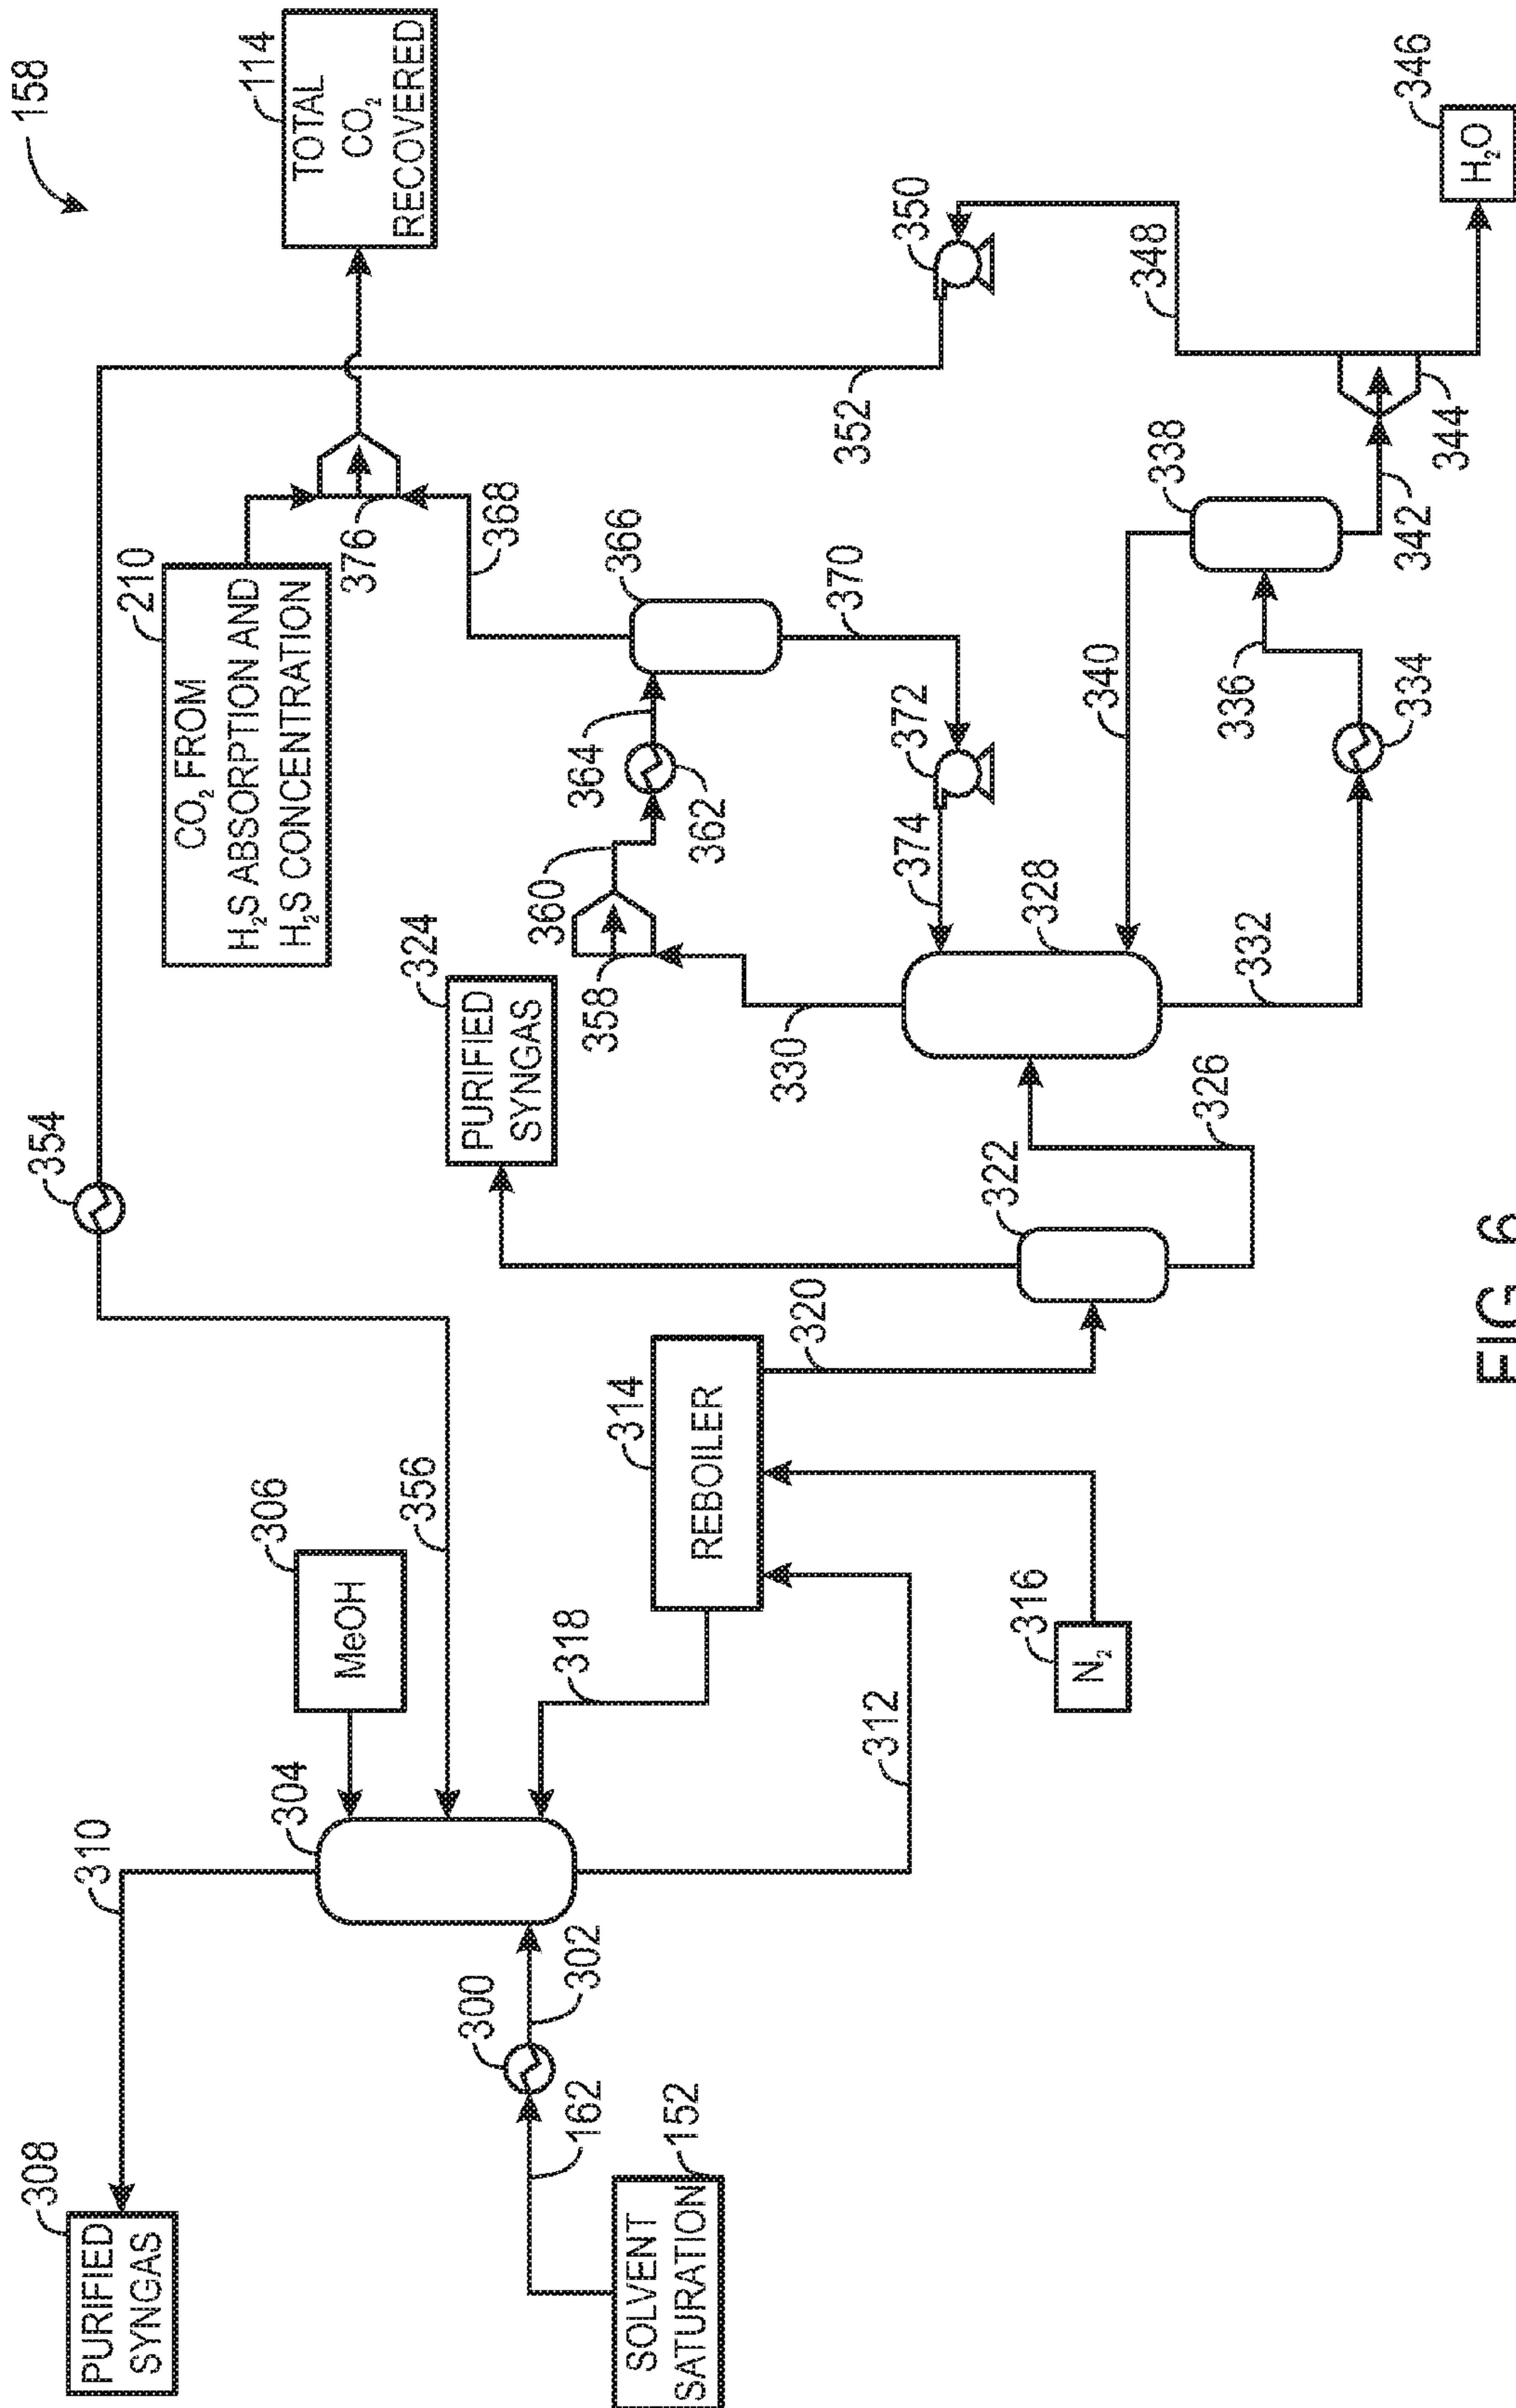 158
308
PURIFIED
SYNGAS
310
354
306
MeOH
304
356
352
210
CO₂ FROM
H₂S ABSORPTION AND
H₂S CONCENTRATION
376
114
TOTAL
CO₂
RECOVERED
368
324
PURIFIED
SYNGAS
358
360
364
362
366
370
372
374
330
350
348
300
302
162
SOLVENT
SATURATION
152
318
312
314
REBOILER
320
N₂
316
322
326
328
332
340
334
336
338
342
344
H₂O
346
FIG. 6